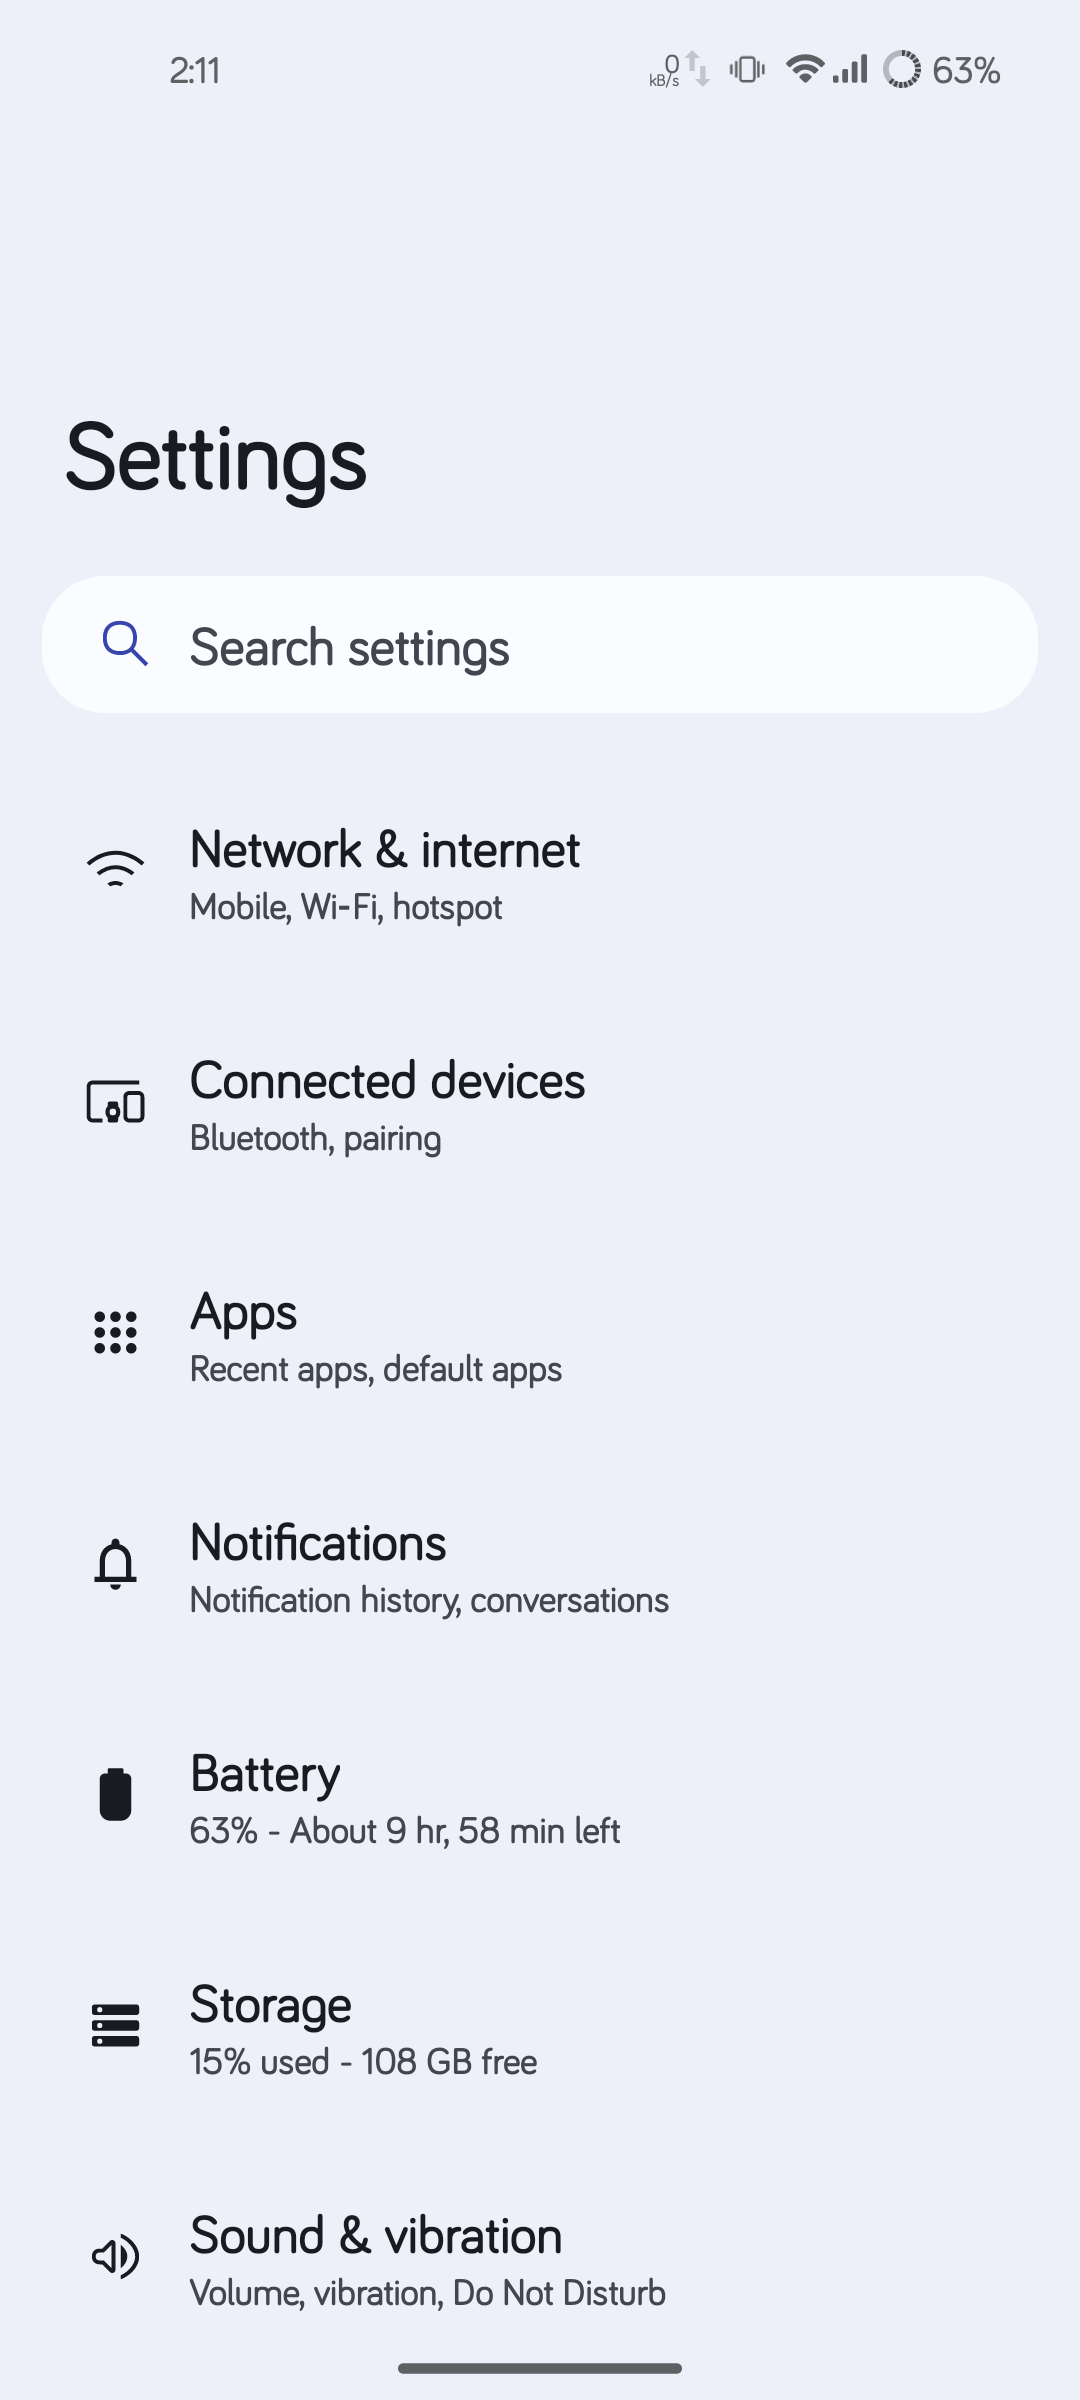 2:11
0
kB/s
63%
Settings
Search settings
Network & internet
Mobile, Wi-Fi, hotspot
Connected devices
Bluetooth, pairing
Apps
Recent apps, default apps
Notifications
Notification history, conversations
Battery
63% - About 9 hr, 58 min left
Storage
15% used - 108 GB free
Sound & vibration
Volume, vibration, Do Not Disturb